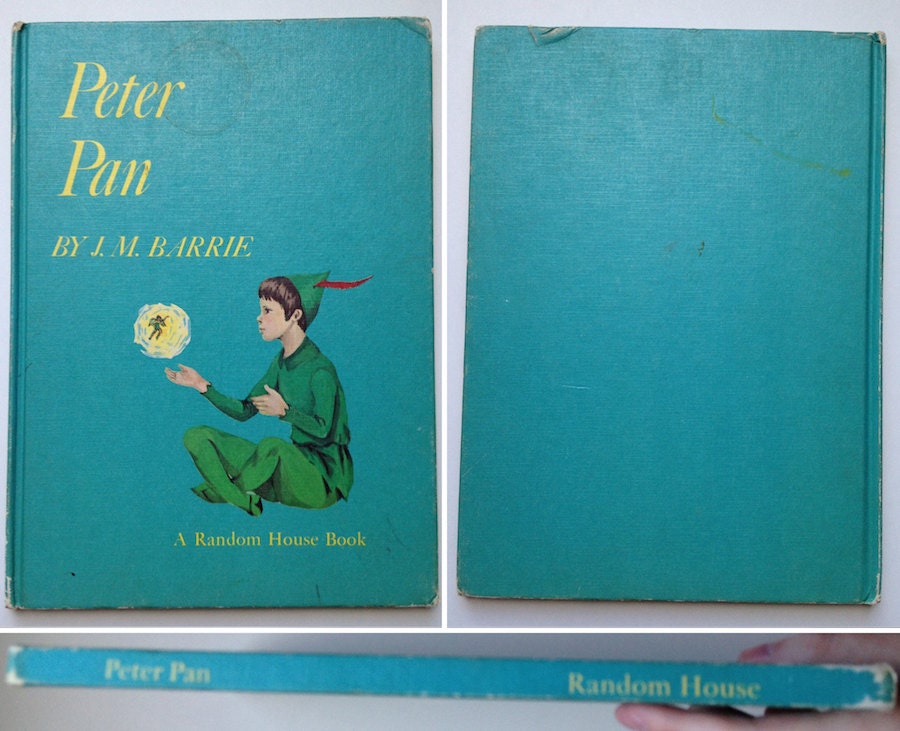 Peter
Pan
BY J. M. BARRIE
A Random House Book
Peter Pan
Random House